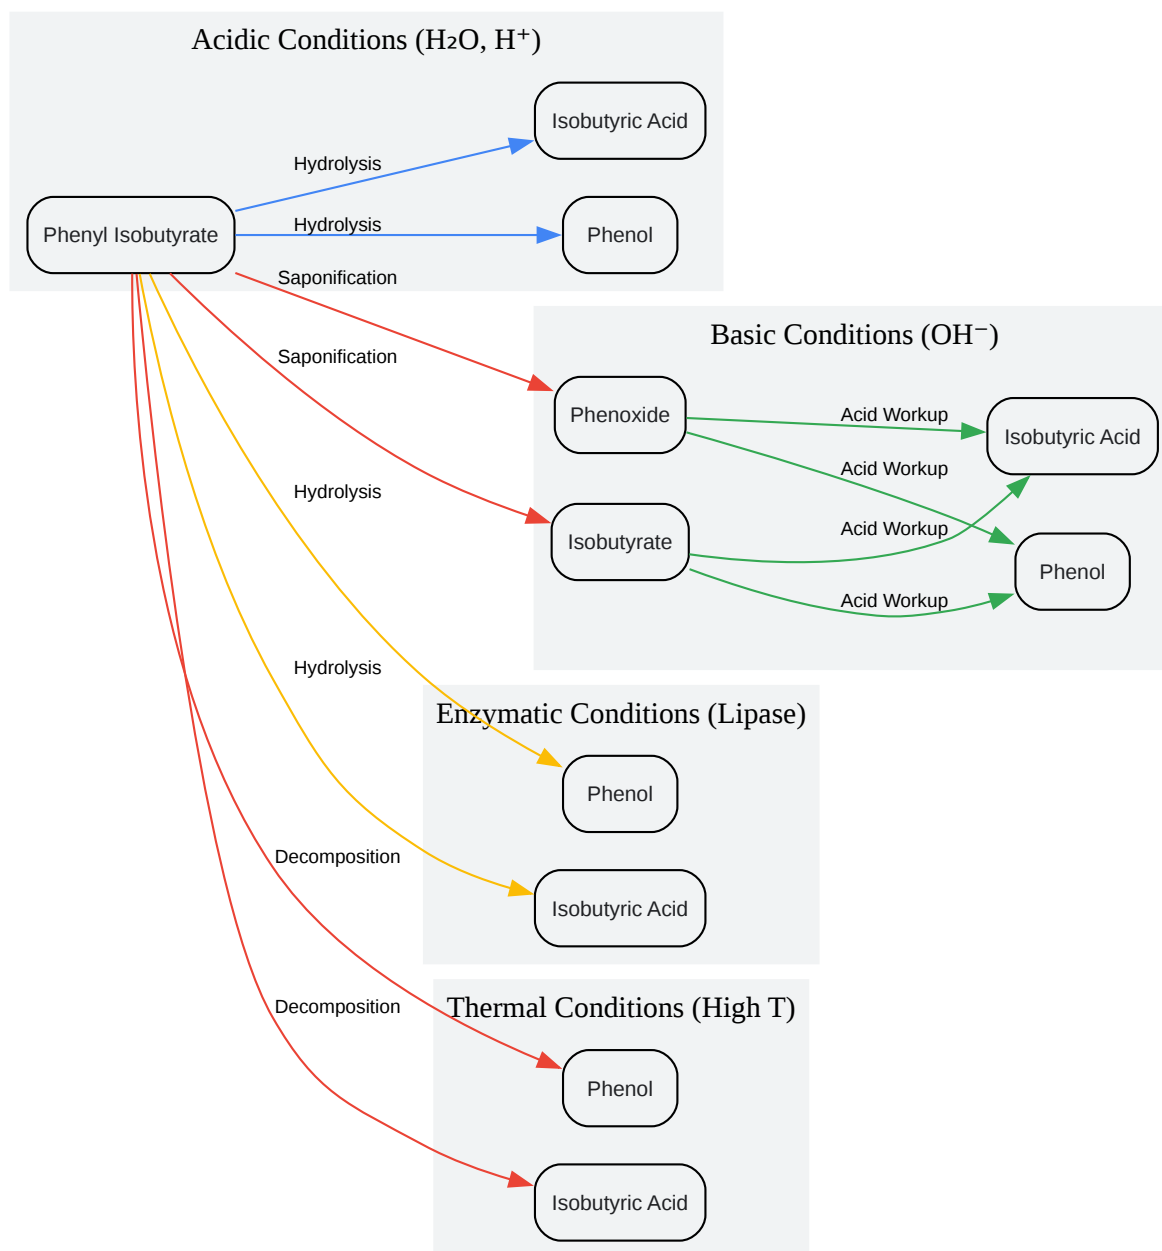 Acidic Conditions (H₂O, H⁺)
Isobutyric Acid
Hydrolysis
Phenyl Isobutyrate
Hydrolysis
Phenol
Saponification
Saponification
Basic Conditions (OH⁻)
Phenoxide
Acid Workup
Isobutyric Acid
Acid Workup
Hydrolysis
Isobutyrate
Acid Workup
Phenol
Acid Workup
Hydrolysis
Enzymatic Conditions (Lipase)
Phenol
Decomposition
Isobutyric Acid
Decomposition
Thermal Conditions (High T)
Phenol
Isobutyric Acid